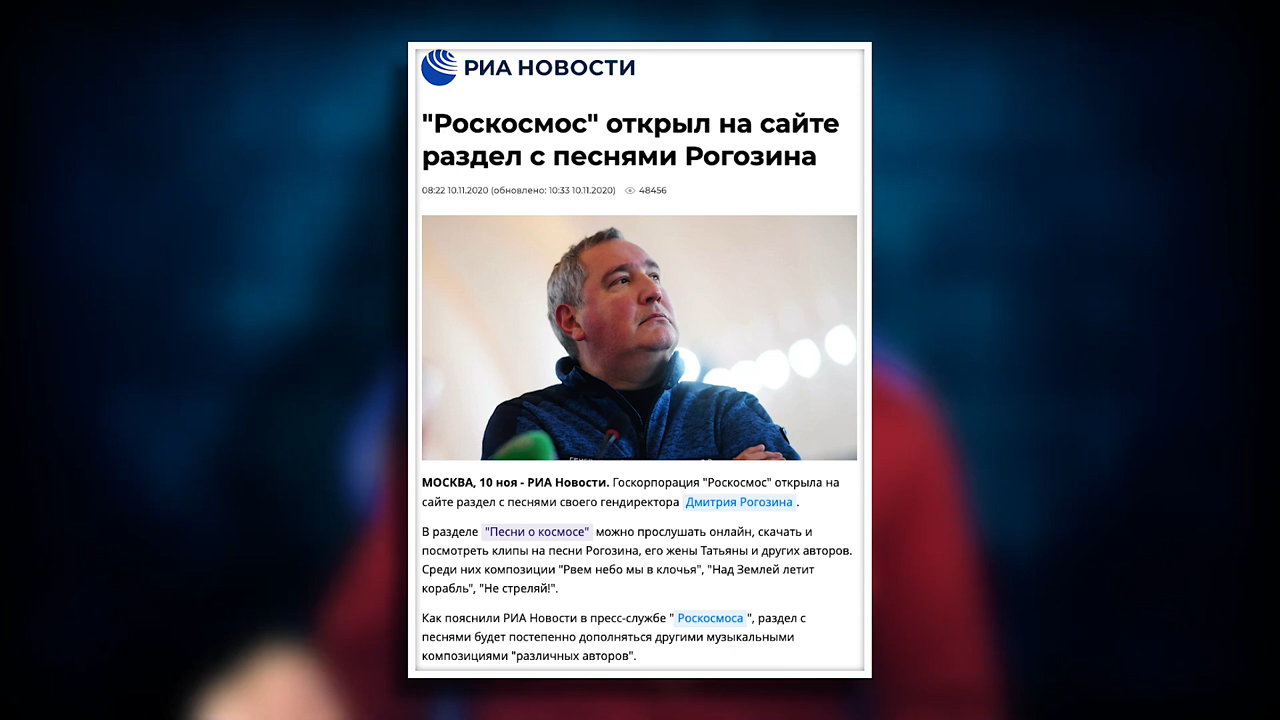 РИА НОВОСТИ
"Роскосмос" открыл на сайте
раздел с песнями Рогозина
08:22 10.11.2020 (обновлено: 10:33 10.11.2020) 48456
МОСКВА, 10 ноя - РИА Новости. Госкорпорация "Роскосмос" открыла на
сайте раздел с песнями своего гендиректора Дмитрия Рогозина .
В разделе "Песни о космосе" можно прослушать онлайн, скачать и
посмотреть клипы на песни Рогозина, его жены Татьяны и других авторов.
Среди них композиции "Рвем небо мы в клочья", "Над Землей летит
корабль", "Не стреляй!".
Как пояснили РИА Новости в пресс-службе " Роскосмоса ", раздел с
песнями будет постепенно дополняться другими музыкальными
композициями "различных авторов".